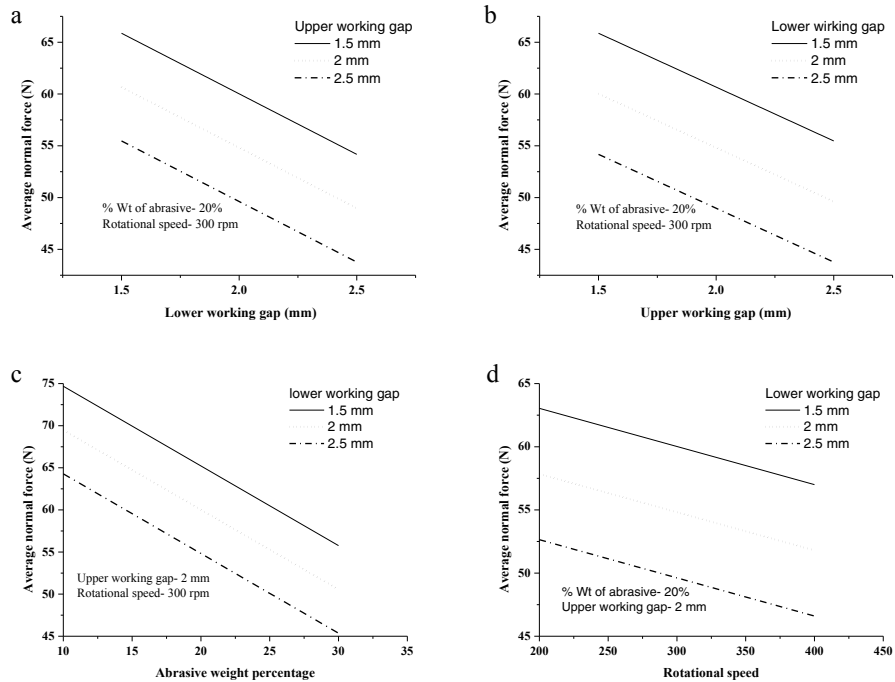 a
Upper working gap
1.5 mm
2 mm
2.5 mm
65
60
55
50
45
Average normal force (N)
% Wt of abrasive- 20%
Rotational speed- 300 rpm
1.5
2.0
2.5
Lower working gap (mm)
b
Lower wirking gap
1.5 mm
2 mm
2.5 mm
65
60
55
50
45
Average normal force (N)
% Wt of abrasive- 20%
Rotational speed- 300 rpm
1.5
2.0
2.5
Upper working gap (mm)
c
lower working gap
1.5 mm
2 mm
2.5 mm
75
70
65
60
55
50
45
Average normal force (N)
Upper working gap- 2 mm
Rotational speed- 300 rpm
10
15
20
25
30
35
Abrasive weight percentage
d
Lower working gap
1.5 mm
2 mm
2.5 mm
65
60
55
50
45
Average normal force (N)
% Wt of abrasive- 20%
Upper working gap- 2 mm
200
250
300
350
400
450
Rotational speed